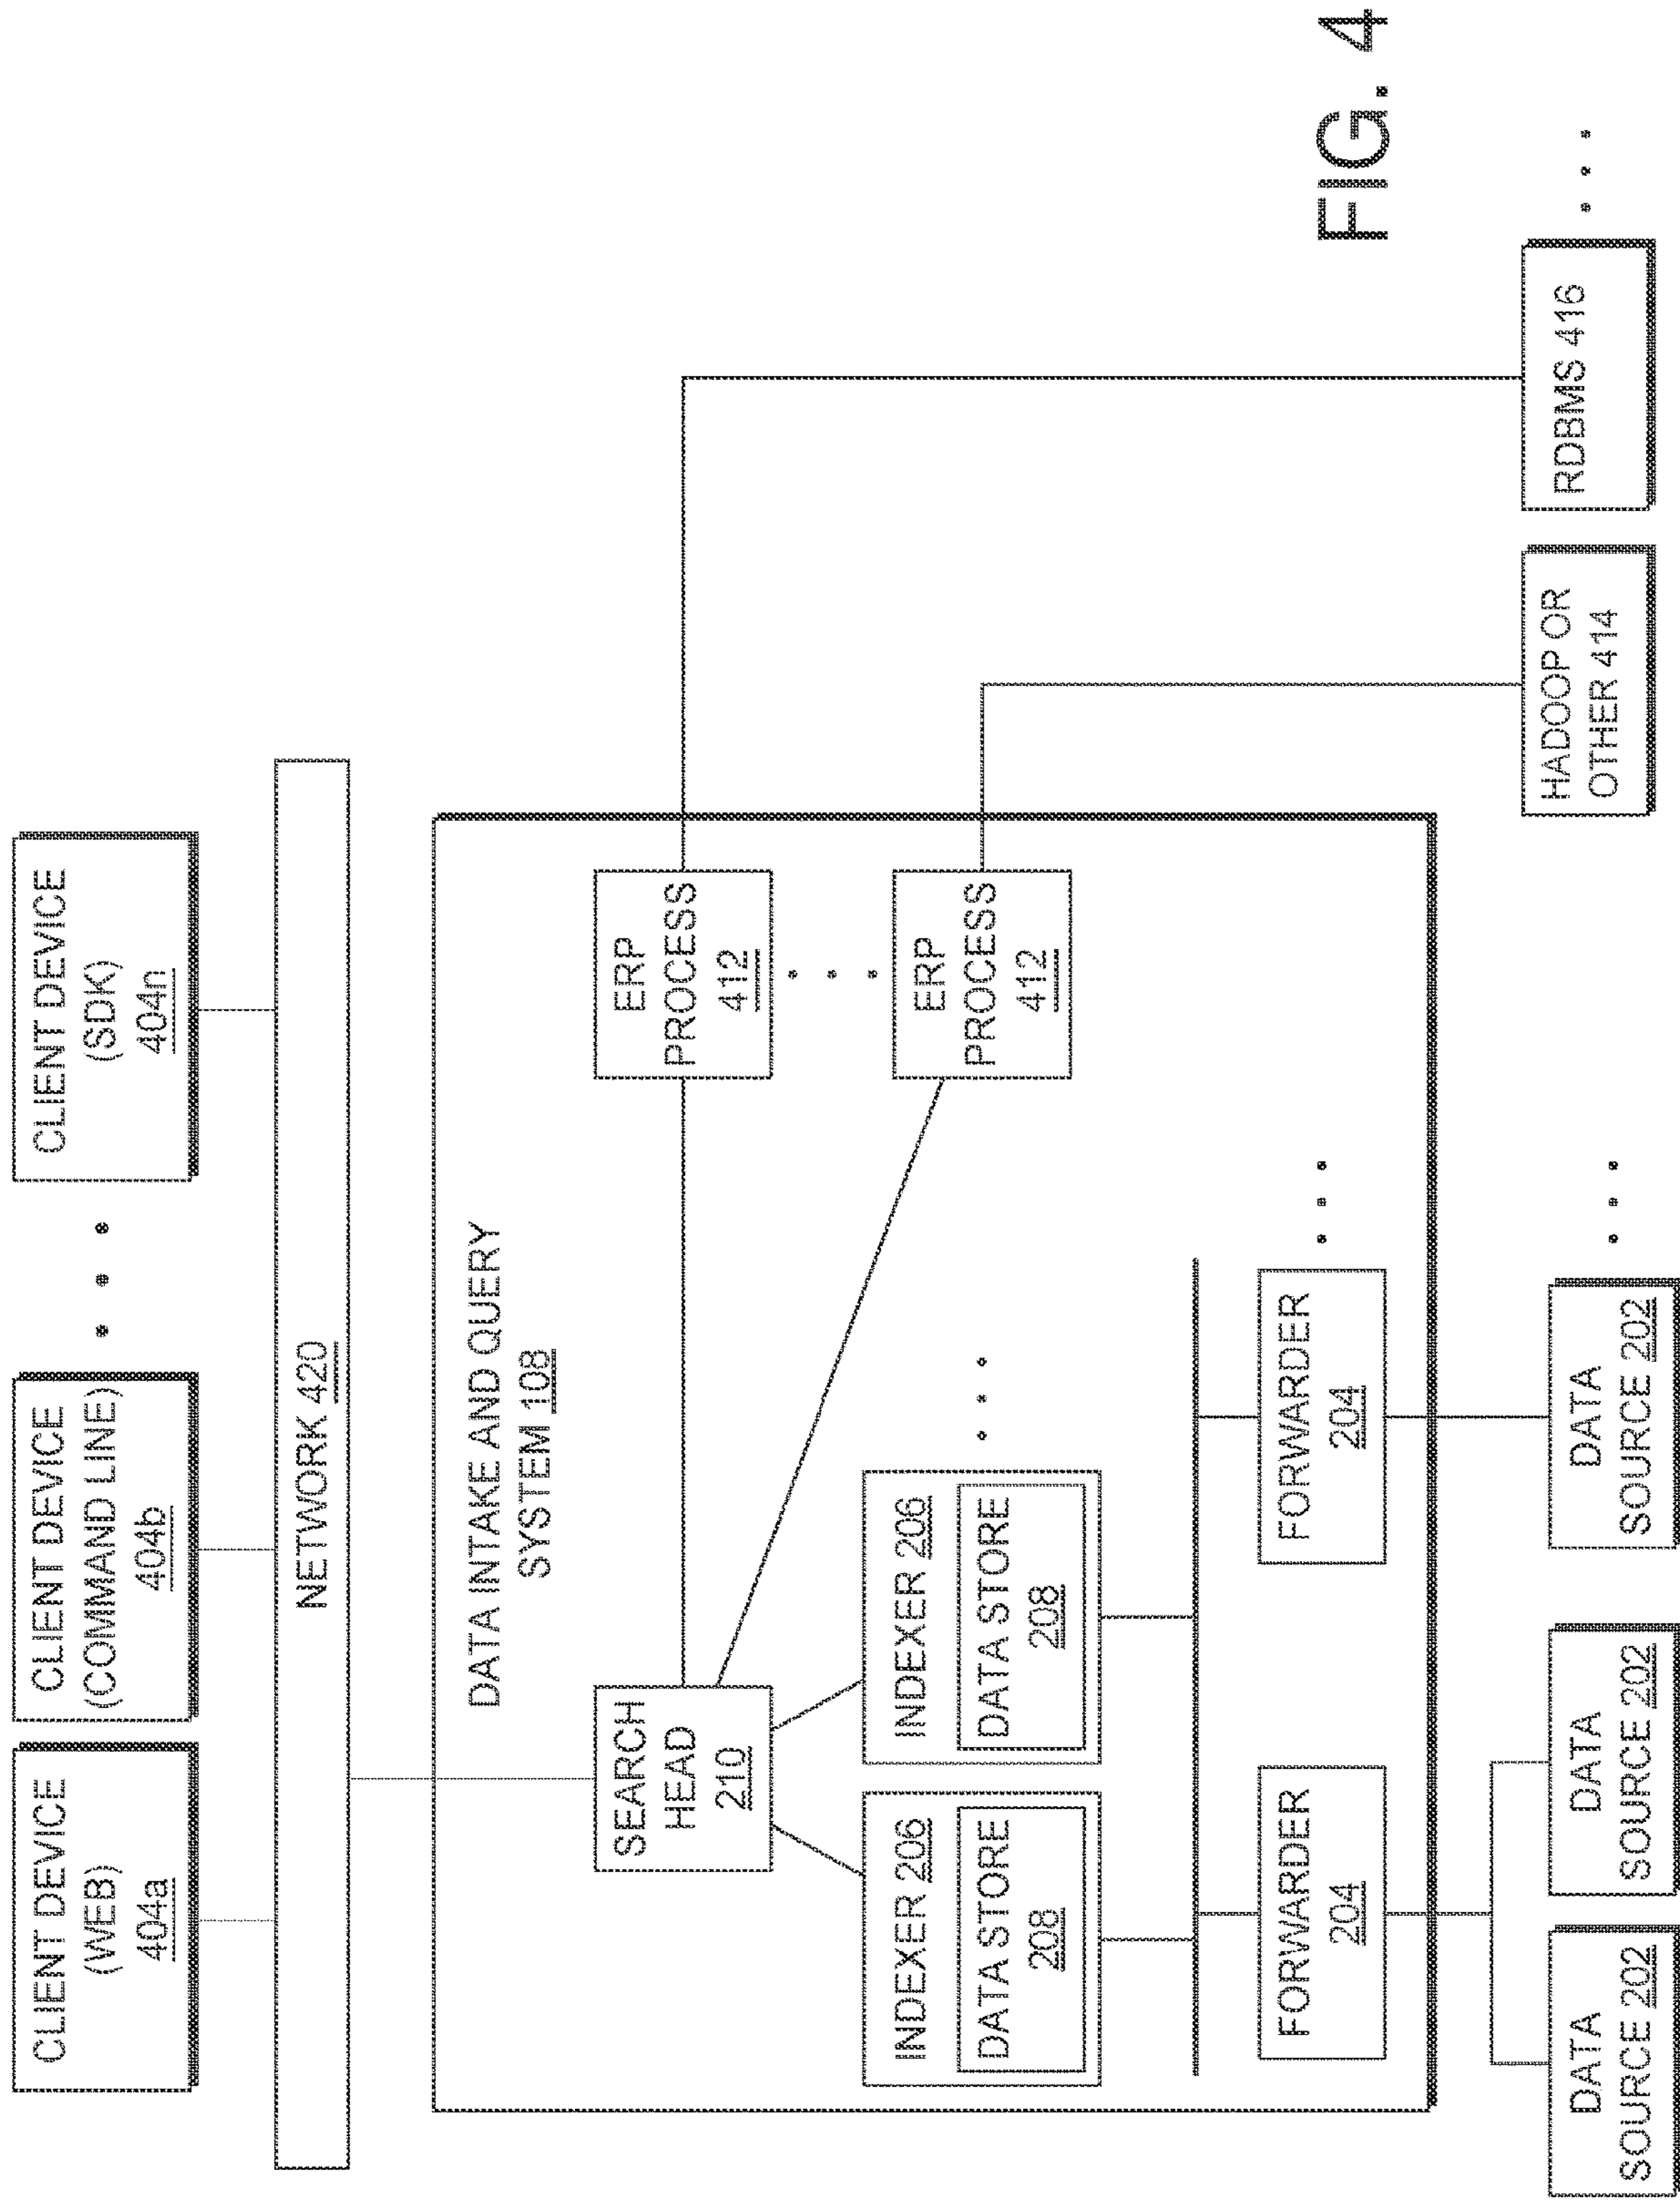 CLIENT DEVICE
(WEB)
404a
CLIENT DEVICE
(COMMAND LINE)
404b
CLIENT DEVICE
(SDK)
404n
NETWORK 420
DATA INTAKE AND QUERY
SYSTEM 108
SEARCH
HEAD
210
ERP
PROCESS
412
ERP
PROCESS
412
INDEXER 206
DATA STORE
208
INDEXER 206
DATA STORE
208
FORWARDER
204
FORWARDER
204
DATA
SOURCE 202
DATA
SOURCE 202
DATA
SOURCE 202
HADOOP OR
OTHER 414
RDBMS 416
FIG. 4